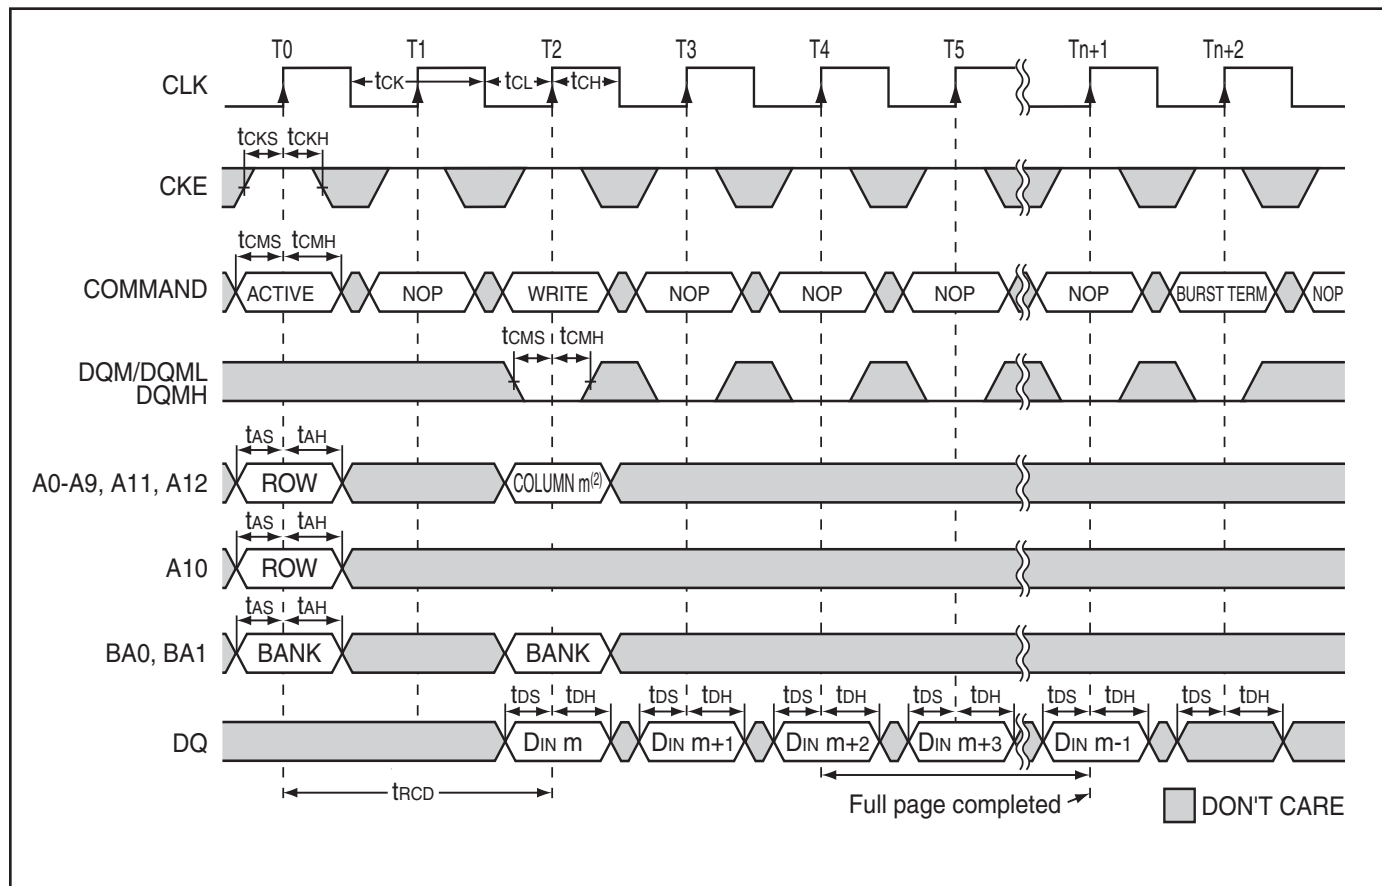 T0 T1 T2 T3 T4 T5 Tn+1 Tn+2
CLK tCK tCL tCH
tCKS tCKH
CKE
tCMS tCMH
COMMAND ACTIVE NOP WRITE NOP NOP NOP NOP BURST TERM NOP
tCMS tCMH
DQM/DQML
DQMH
tAS tAH
A0-A9, A11, A12 ROW COLUMN m(2)
tAS tAH
A10 ROW
tAS tAH
BA0, BA1 BANK BANK
tDS tDH tDS tDH tDS tDH tDS tDH tDS tDH tDS tDH
DQ DIN m DIN m+1 DIN m+2 DIN m+3 DIN m-1
tRCD
Full page completed
DON'T CARE